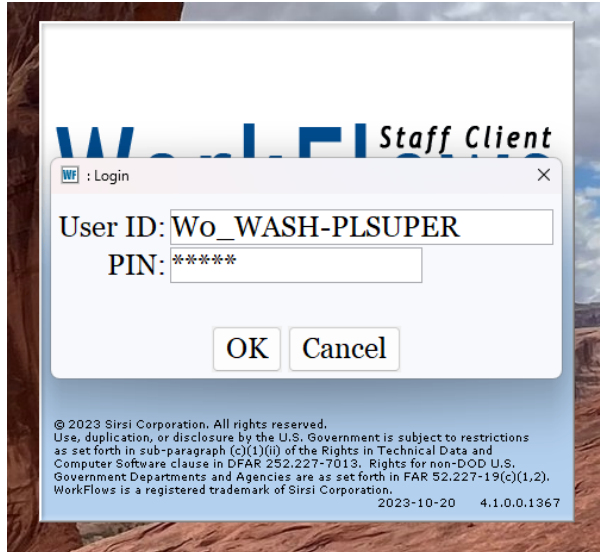 Staff Client
WorkFlows
WF : Login
User ID: W0_WASH-PLSUPER
PIN: *****
OK Cancel
© 2023 Sirsi Corporation. All rights reserved.
Use, duplication, or disclosure by the U.S. Government is subject to restrictions
as set forth in sub-paragraph (c)(1)(ii) of the Rights in Technical Data and
Computer Software clause in DFAR 252.227-7013. Rights for non-DOD U.S.
Government Departments and Agencies are as set forth in FAR 52.227-19(c)(1,2).
WorkFlows is a registered trademark of Sirsi Corporation.
2023-10-20 4.1.0.0.1367